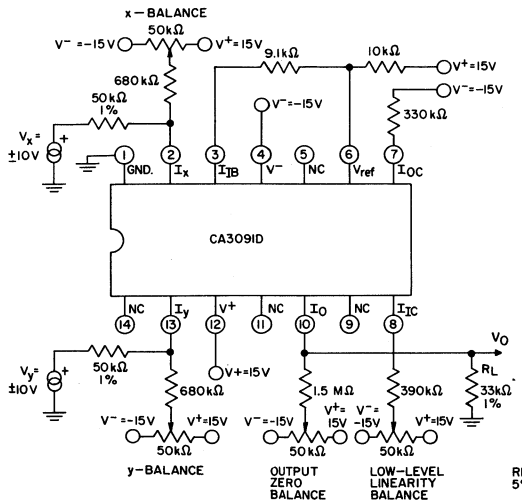 x-BALANCE
50kΩ
V⁻=-15V
V⁺=15V
680kΩ
50kΩ
1%
Vx=
±10V
+
9.1kΩ
10kΩ
V⁺=15V
V⁻=-15V
V⁻=-15V
330kΩ
1
2
3
4
5
6
7
GND.
Ix
IIB
V⁻
NC
Vref
IOC
CA3091D
NC
Iy
V⁺
NC
IO
NC
IIC
14
13
12
11
10
9
8
VO
Vy=
±10V
+
50kΩ
1%
V+=15V
680kΩ
1.5 MΩ
390kΩ
RL
33kΩ
1%
V⁻=-15V
V⁺=15V
V⁻=-15V
V⁺=
15V
V⁻=
-15V
V⁺=15V
50kΩ
50kΩ
50kΩ
y-BALANCE
OUTPUT
ZERO
BALANCE
LOW-LEVEL
LINEARITY
BALANCE